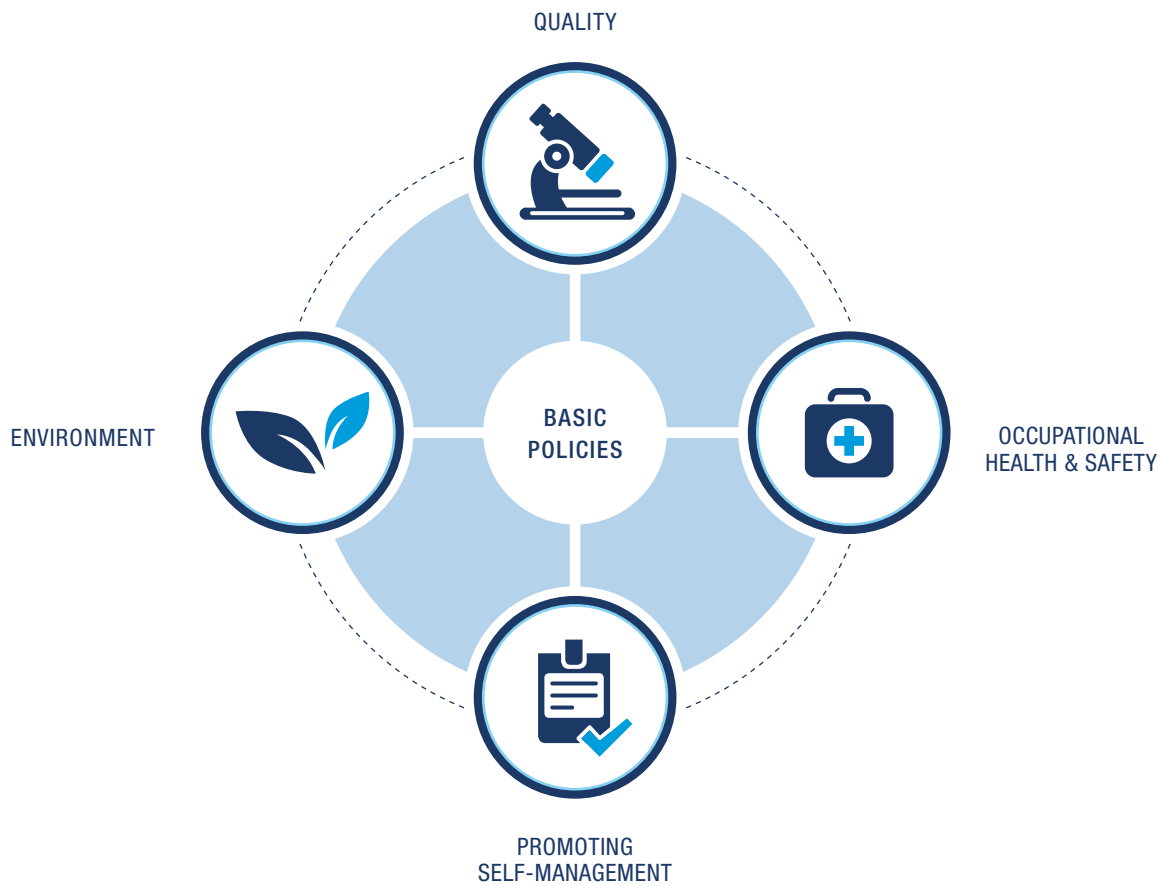 QUALITY
ENVIRONMENT
BASIC
POLICIES
OCCUPATIONAL
HEALTH & SAFETY
PROMOTING
SELF-MANAGEMENT